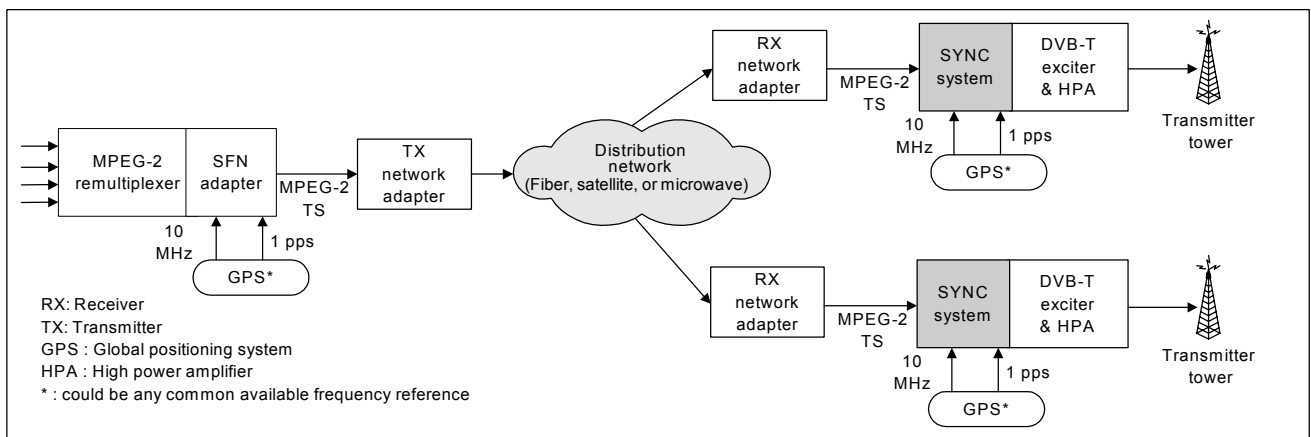 MPEG-2
remultiplexer
SFN
adapter
MPEG-2
TS
10
MHz
1 pps
GPS*
TX
network
adapter
Distribution
network
(Fiber, satellite, or microwave)
RX
network
adapter
MPEG-2
TS
SYNC
system
DVB-T
exciter
& HPA
10
MHz
1 pps
GPS*
Transmitter
tower
RX
network
adapter
MPEG-2
TS
SYNC
system
DVB-T
exciter
& HPA
10
MHz
1 pps
GPS*
Transmitter
tower
RX: Receiver
TX: Transmitter
GPS : Global positioning system
HPA : High power amplifier
* : could be any common available frequency reference